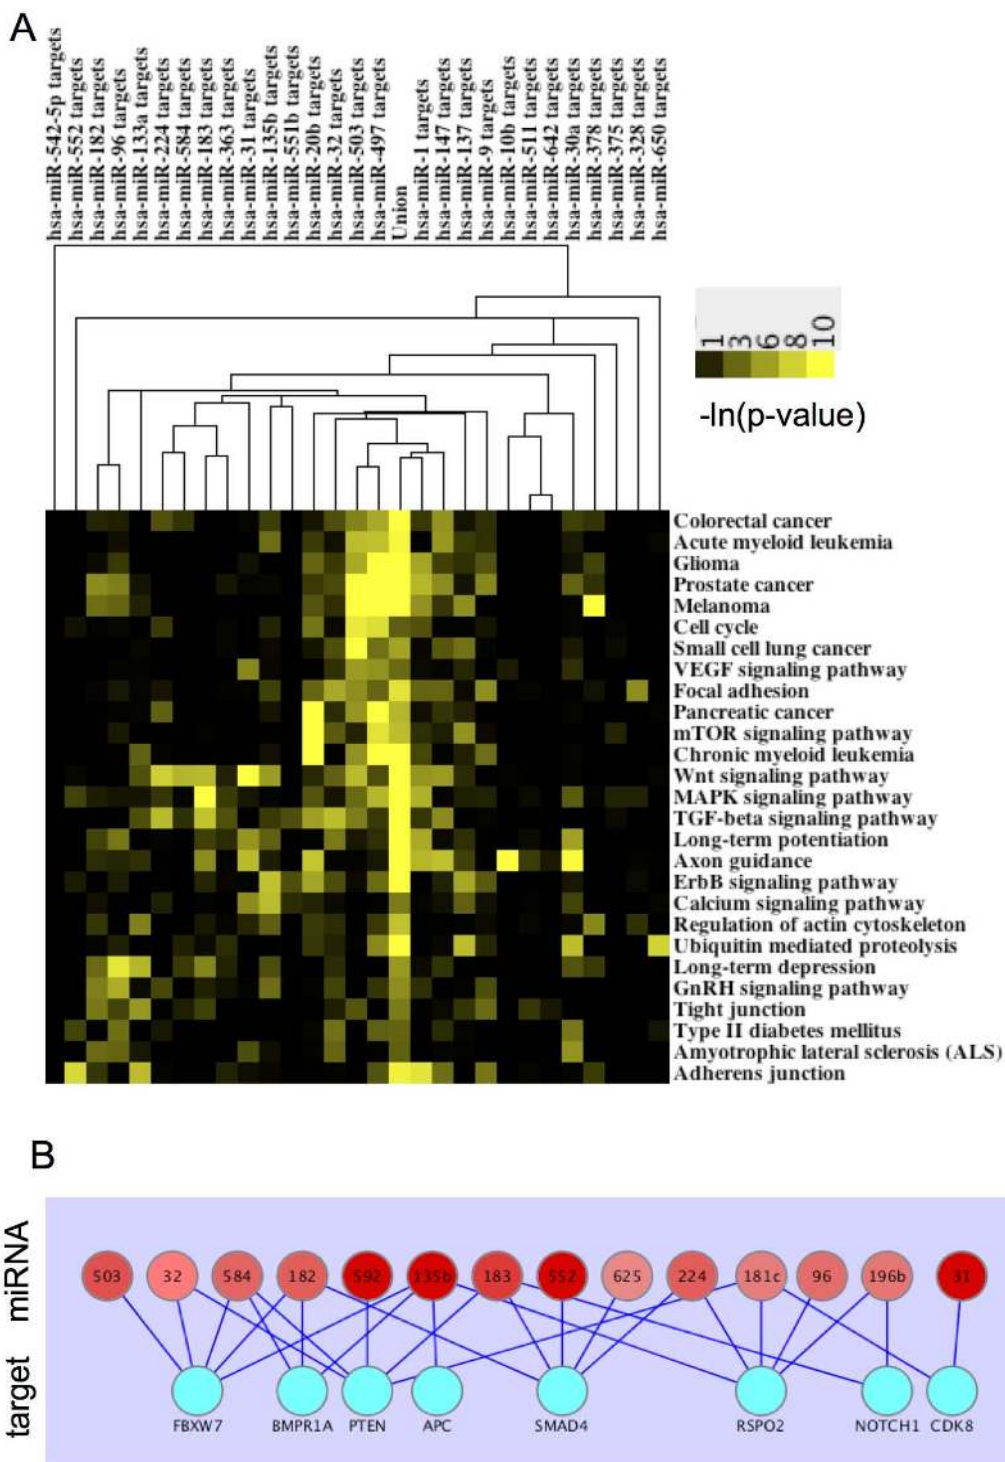 A
hsa-miR-542-5p targets
hsa-miR-552 targets
hsa-miR-182 targets
hsa-miR-96 targets
hsa-miR-133a targets
hsa-miR-224 targets
hsa-miR-584 targets
hsa-miR-183 targets
hsa-miR-363 targets
hsa-miR-31 targets
hsa-miR-135b targets
hsa-miR-551b targets
hsa-miR-20b targets
hsa-miR-32 targets
hsa-miR-503 targets
hsa-miR-497 targets
Union
hsa-miR-1 targets
hsa-miR-147 targets
hsa-miR-137 targets
hsa-miR-9 targets
hsa-miR-10b targets
hsa-miR-511 targets
hsa-miR-642 targets
hsa-miR-30a targets
hsa-miR-378 targets
hsa-miR-375 targets
hsa-miR-328 targets
hsa-miR-650 targets
1 3 6 8 10
-ln(p-value)
Colorectal cancer
Acute myeloid leukemia
Glioma
Prostate cancer
Melanoma
Cell cycle
Small cell lung cancer
VEGF signaling pathway
Focal adhesion
Pancreatic cancer
mTOR signaling pathway
Chronic myeloid leukemia
Wnt signaling pathway
MAPK signaling pathway
TGF-beta signaling pathway
Long-term potentiation
Axon guidance
ErbB signaling pathway
Calcium signaling pathway
Regulation of actin cytoskeleton
Ubiquitin mediated proteolysis
Long-term depression
GnRH signaling pathway
Tight junction
Type II diabetes mellitus
Amyotrophic lateral sclerosis (ALS)
Adherens junction
B
miRNA
503 32 584 182 592 135b 183 552 625 224 181c 96 196b 31
target
FBXW7 BMPR1A PTEN APC SMAD4 RSPO2 NOTCH1 CDK8